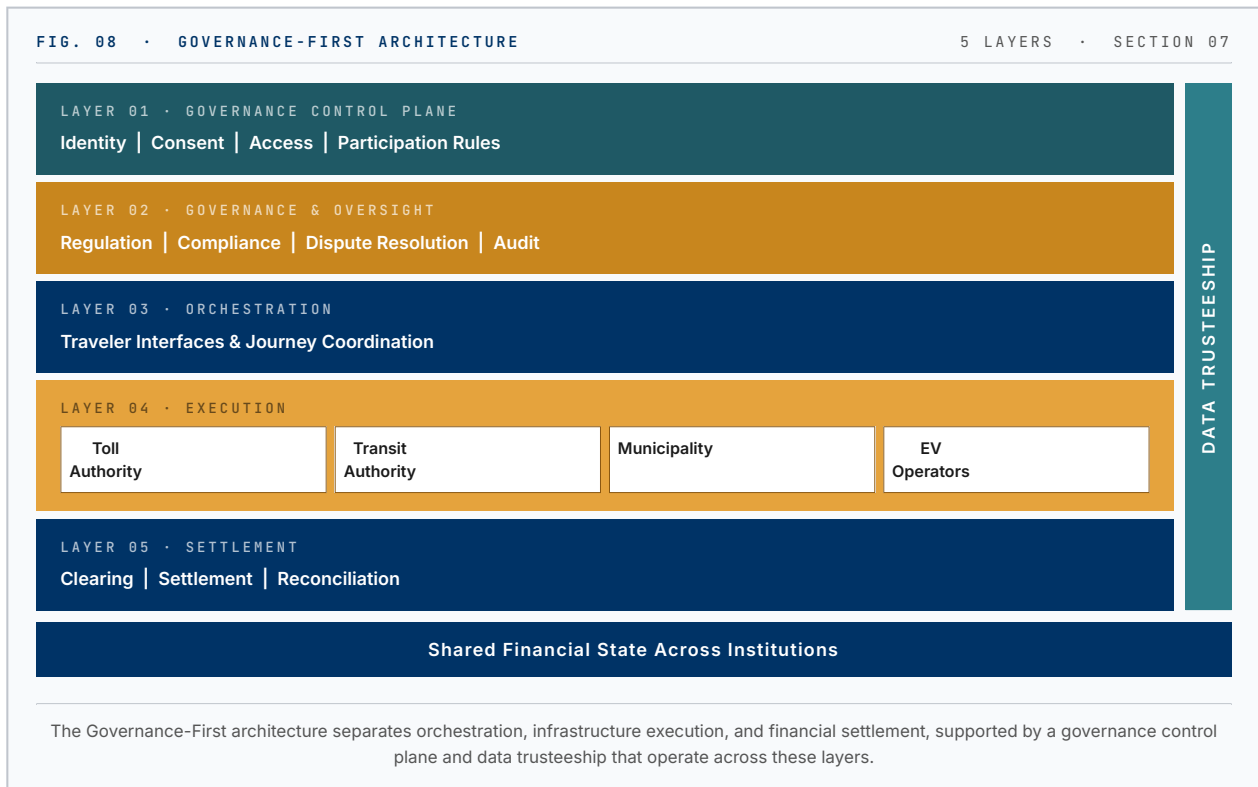 FIG. 08 · GOVERNANCE-FIRST ARCHITECTURE
5 LAYERS · SECTION 07
LAYER 01 · GOVERNANCE CONTROL PLANE
Identity | Consent | Access | Participation Rules
LAYER 02 · GOVERNANCE & OVERSIGHT
Regulation | Compliance | Dispute Resolution | Audit
LAYER 03 · ORCHESTRATION
Traveler Interfaces & Journey Coordination
LAYER 04 · EXECUTION
Toll
Authority
Transit
Authority
Municipality
EV
Operators
LAYER 05 · SETTLEMENT
Clearing | Settlement | Reconciliation
DATA TRUSTEESHIP
Shared Financial State Across Institutions
The Governance-First architecture separates orchestration, infrastructure execution, and financial settlement, supported by a governance control
plane and data trusteeship that operate across these layers.